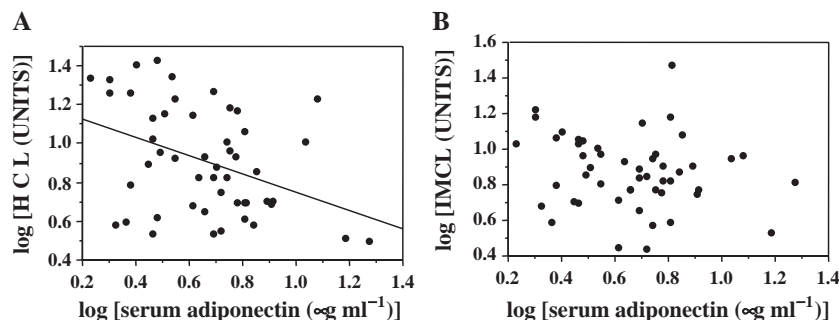 A
log [H C L (UNITS)]
1.4
1.2
1.0
0.8
0.6
0.4
0.2 0.4 0.6 0.8 1.0 1.2 1.4
log [serum adiponectin (∝g ml⁻¹)]
B
log [IMCL (UNITS)]
1.6
1.4
1.2
1.0
0.8
0.6
0.4
0.2 0.4 0.6 0.8 1.0 1.2 1.4
log [serum adiponectin (∝g ml⁻¹)]